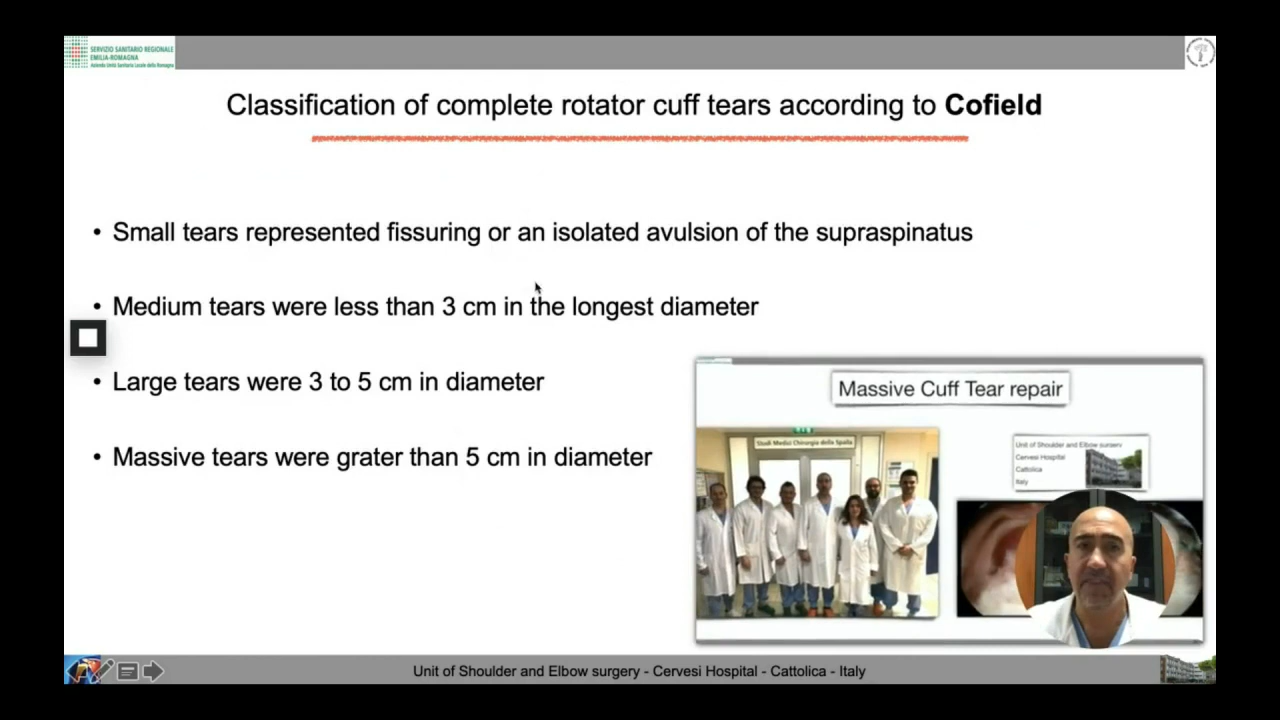 SERVIZIO SANITARIO REGIONALE
EMILIA-ROMAGNA
Azienda Unità Sanitaria Locale della Romagna
Classification of complete rotator cuff tears according to Cofield
• Small tears represented fissuring or an isolated avulsion of the supraspinatus
• Medium tears were less than 3 cm in the longest diameter
• Large tears were 3 to 5 cm in diameter
• Massive tears were grater than 5 cm in diameter
Massive Cuff Tear repair
Studi Medici Chirurgia della Spalla
Unit of Shoulder and Elbow surgery
Cervesi Hospital
Cattolica
Italy
Unit of Shoulder and Elbow surgery - Cervesi Hospital - Cattolica - Italy